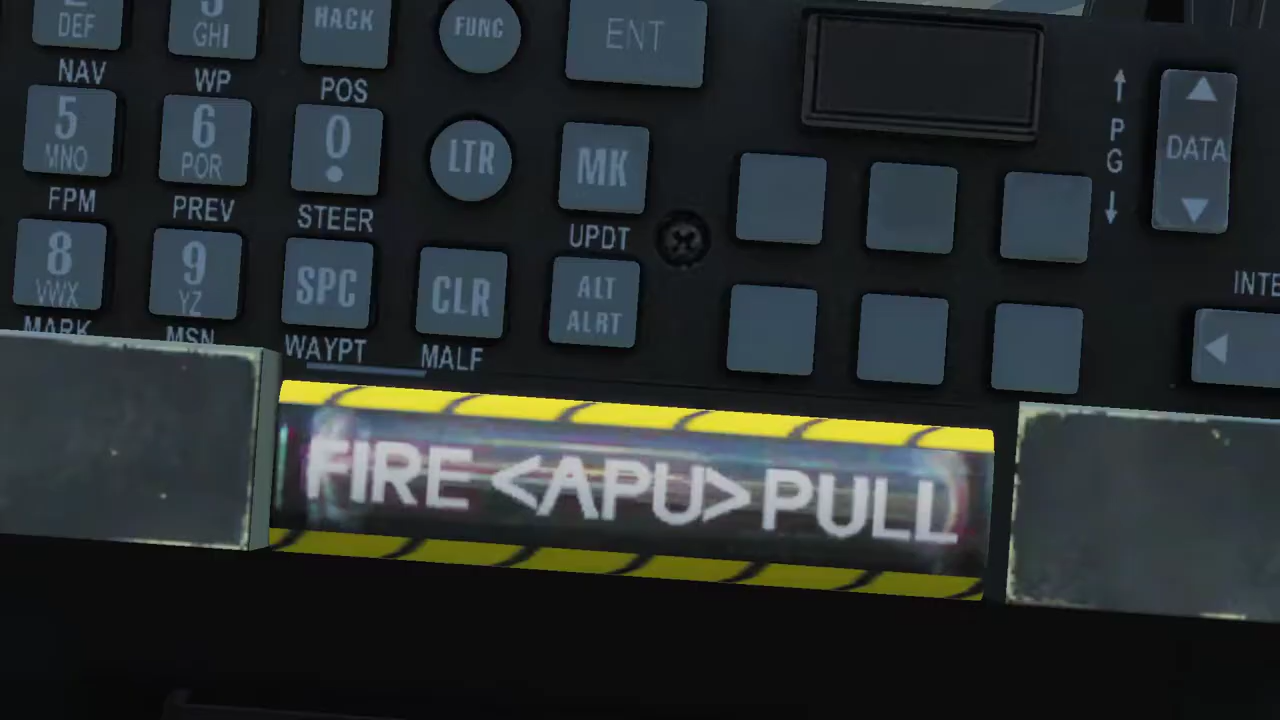 DEF GHI HACK FUNC ENT
NAV WP POS
5 6 0 LTR MK DATA
MNO PQR
PG
FPM PREV STEER UPDT
8 9 SPC CLR ALT
VWX YZ ALRT
MARK MSN WAYPT MALF
FIRE <APU> PULL